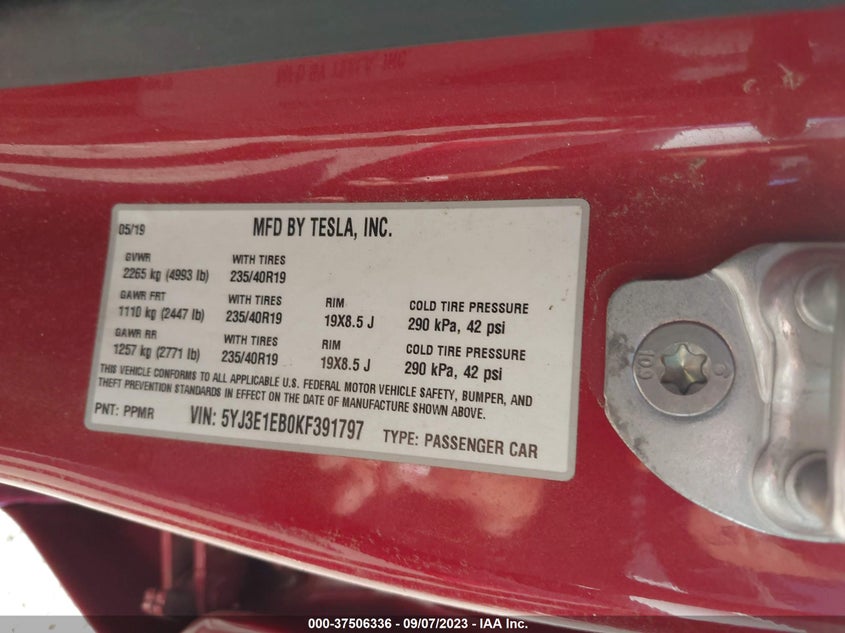 05/19 MFD BY TESLA, INC.
GVWR WITH TIRES
2265 kg (4993 lb) 235/40R19
GAWR FRT WITH TIRES RIM COLD TIRE PRESSURE
1110 kg (2447 lb) 235/40R19 19X8.5 J 290 kPa, 42 psi
GAWR RR WITH TIRES RIM COLD TIRE PRESSURE
1257 kg (2771 lb) 235/40R19 19X8.5 J 290 kPa, 42 psi
THIS VEHICLE CONFORMS TO ALL APPLICABLE U.S. FEDERAL MOTOR VEHICLE SAFETY, BUMPER, AND
THEFT PREVENTION STANDARDS IN EFFECT ON THE DATE OF MANUFACTURE SHOWN ABOVE.
PNT: PPMR VIN: 5YJ3E1EB0KF391797 TYPE: PASSENGER CAR
000-37506336 - 09/07/2023 - IAA Inc.